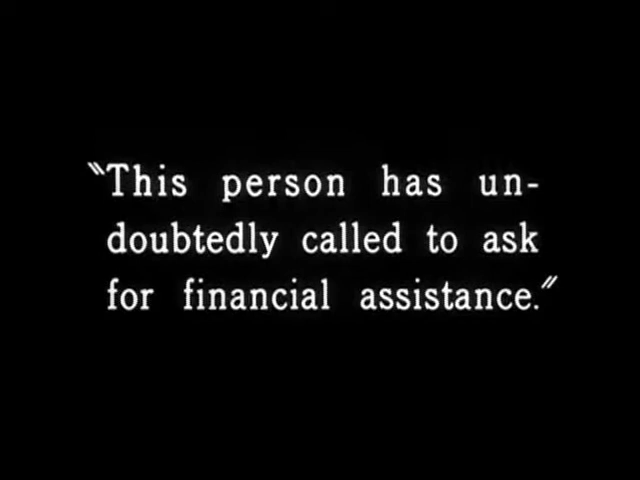 "This person has un-
doubtedly called to ask
for financial assistance."